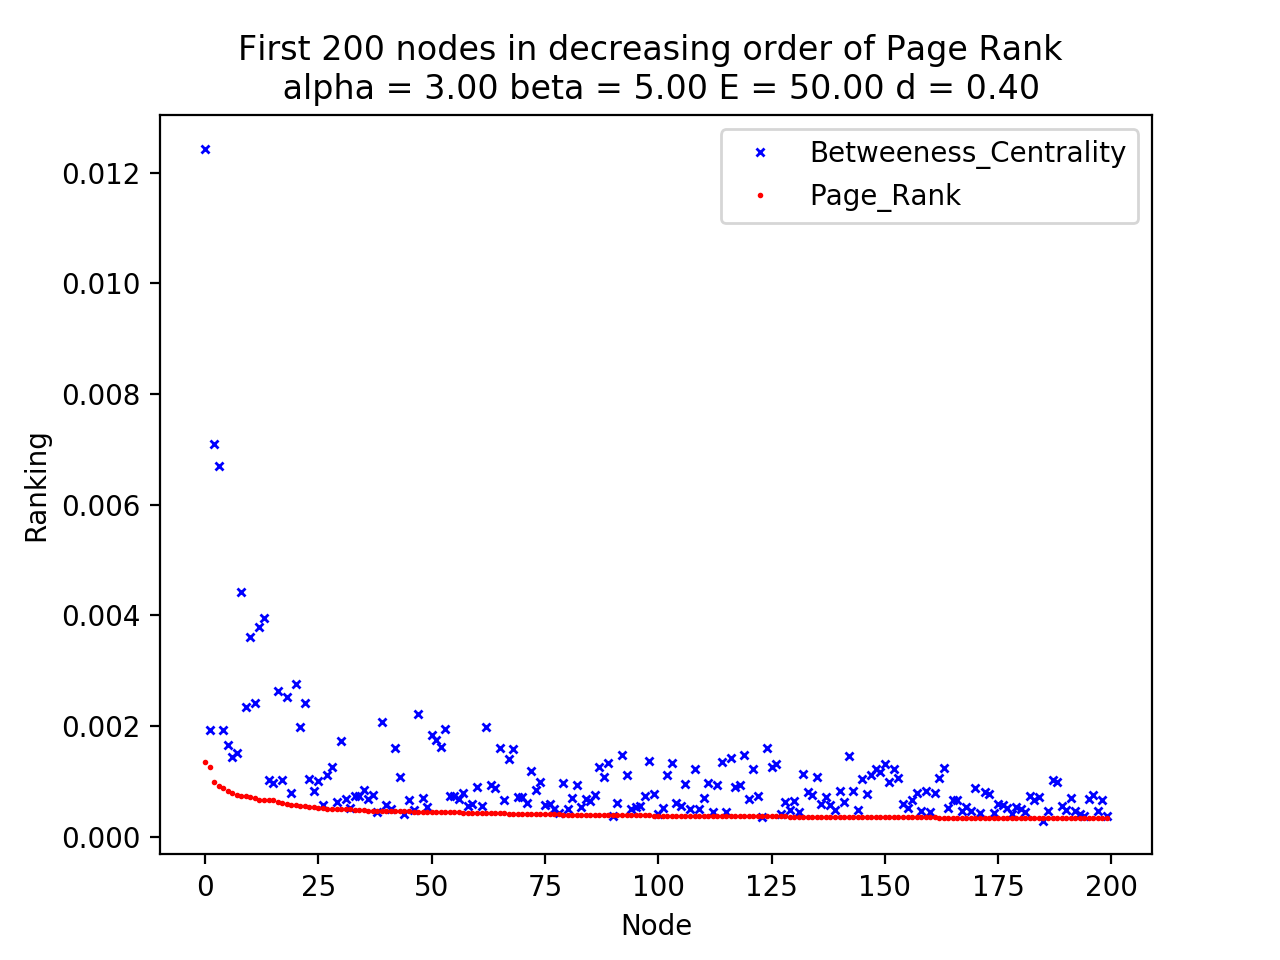 First 200 nodes in decreasing order of Page Rank
alpha = 3.00 beta = 5.00 E = 50.00 d = 0.40
Betweeness_Centrality
Page_Rank
0.012
0.010
0.008
0.006
0.004
0.002
0.000
Ranking
0 25 50 75 100 125 150 175 200
Node